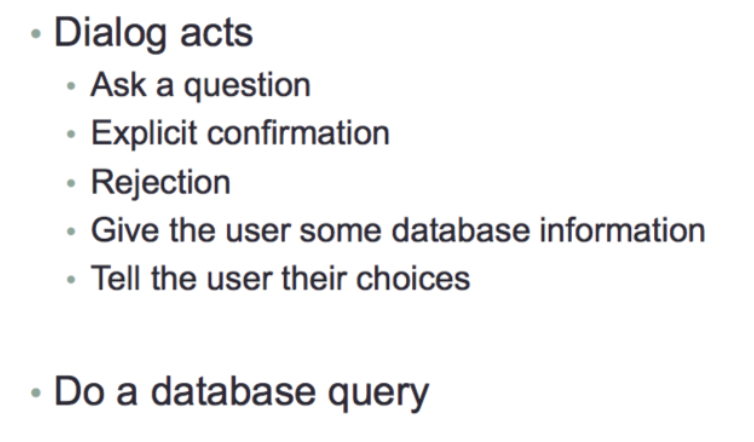 • Dialog acts
• Ask a question
• Explicit confirmation
• Rejection
• Give the user some database information
• Tell the user their choices
• Do a database query